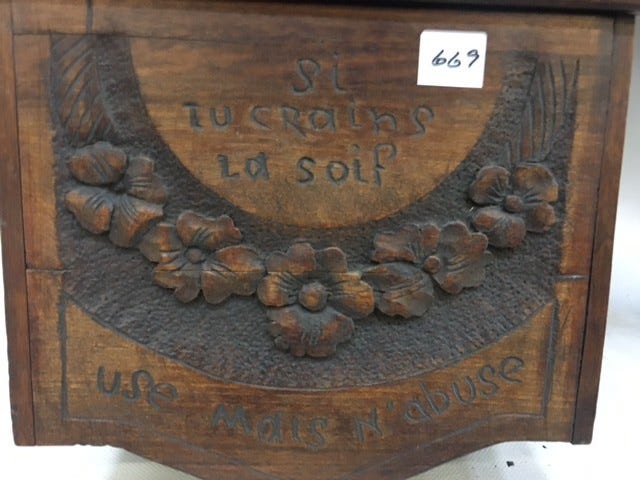 669
si
tu crains
La soif
use mais n'abuse